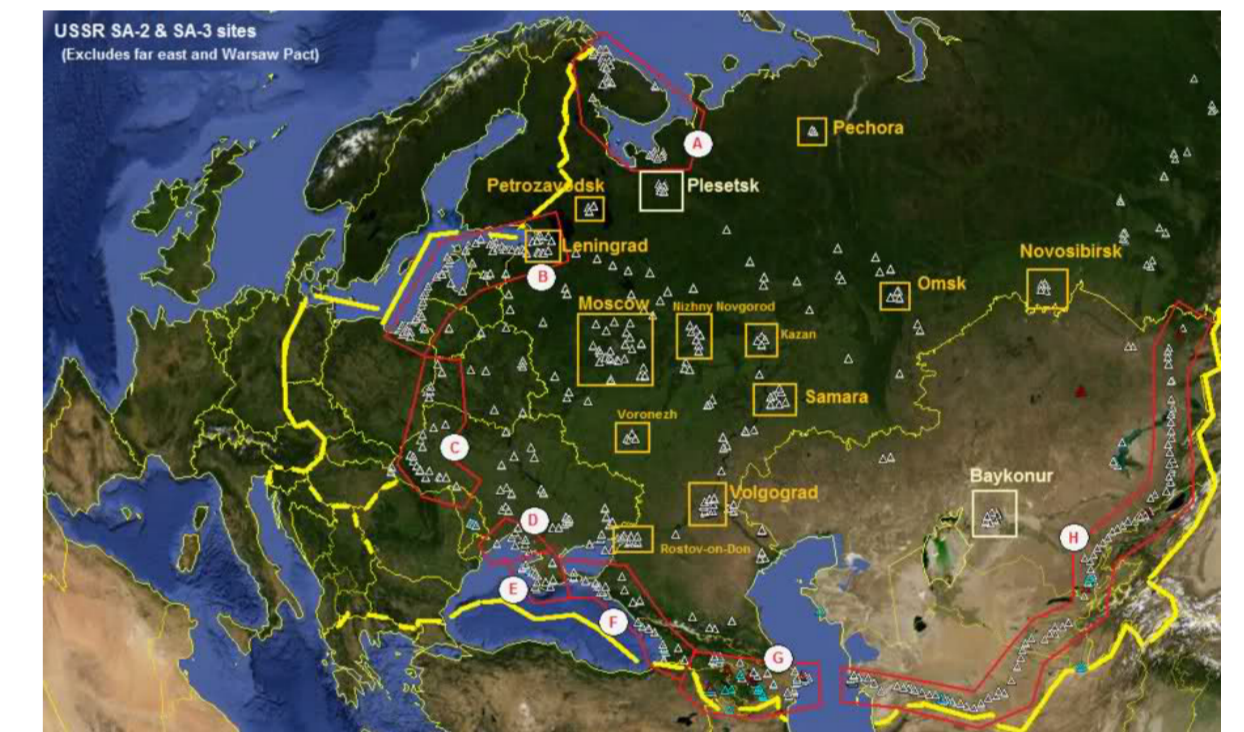 USSR SA-2 & SA-3 sites
(Excludes far east and Warsaw Pact)
Pechora
A
Petrozavodsk
Plesetsk
Leningrad
B
Novosibirsk
Omsk
Moscow
Nizhny Novgorod
Kazan
Samara
Voronezh
C
Baykonur
Volgograd
D
H
Rostov-on-Don
E
F
G